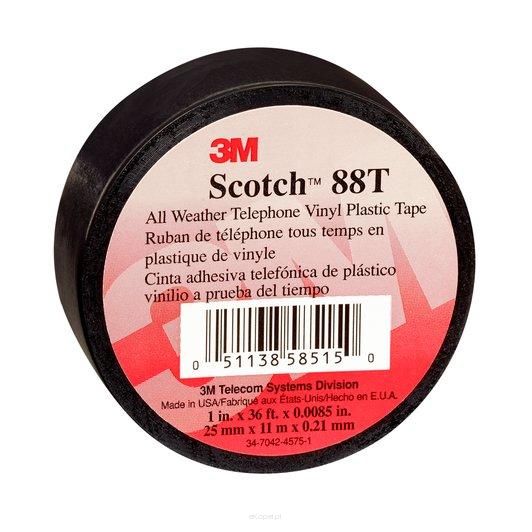 3M
Scotch™ 88T
All Weather Telephone Vinyl Plastic Tape
Ruban de téléphone tous temps en
plastique de vinyle
Cinta adhesiva telefónica de plástico
vinilio a prueba del tiempo
0 51138 58515 0
3M Telecom Systems Division
Made in USA/Fabriqué aux États-Unis/Hecho en E.U.A.
1 in. x 36 ft. x 0.0085 in.
25 mm x 11 m x 0.21 mm
34-7042-4575-1